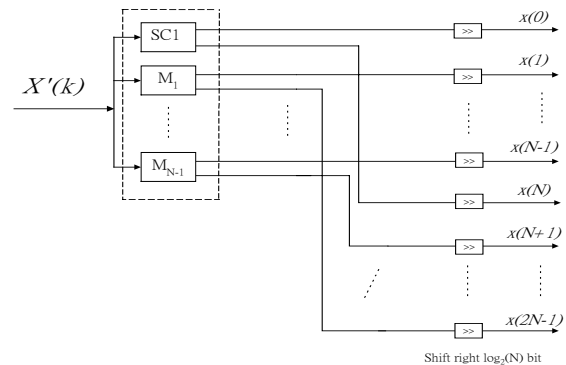 X'(k)
SC1
M1
MN-1
>> x(0)
>> x(1)
>> x(N-1)
>> x(N)
>> x(N+1)
>> x(2N-1)
Shift right log2(N) bit